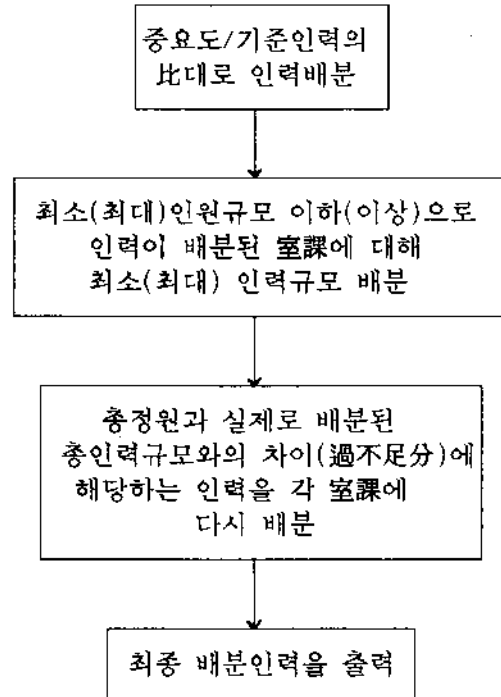 중요도/기준인력의
比대로 인력배분
최소(최대)인원규모 이하(이상)으로
인력이 배분된 室課에 대해
최소(최대) 인력규모 배분
총정원과 실제로 배분된
총인력규모와의 차이(過不足分)에
해당하는 인력을 각 室課에
다시 배분
최종 배분인력을 출력